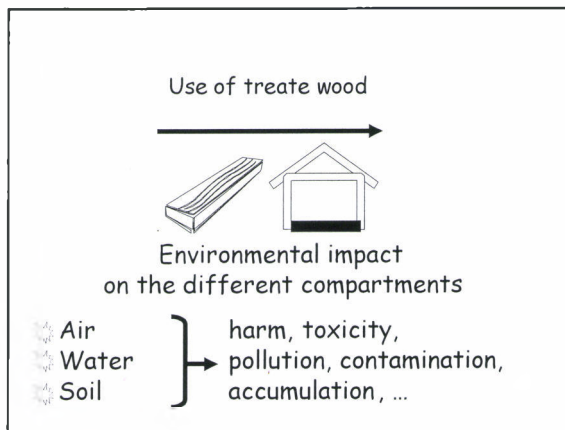 Use of treate wood
Environmental impact
on the different compartments
Air
Water
Soil
harm, toxicity,
pollution, contamination,
accumulation, ...